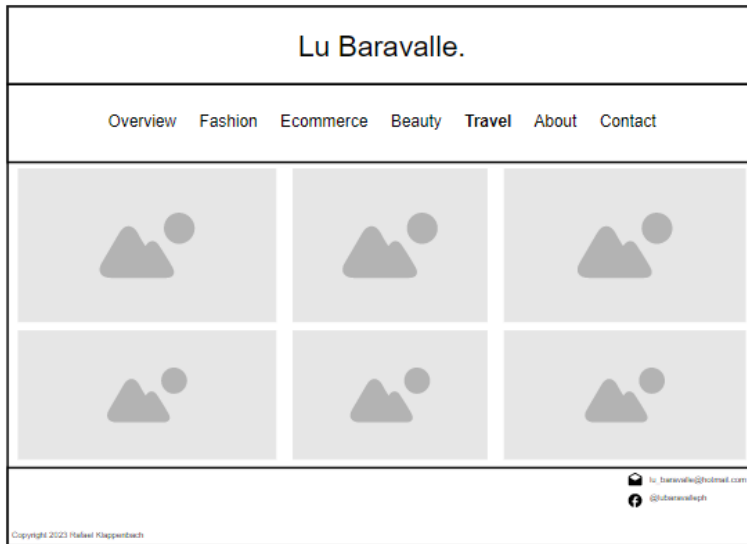 Lu Baravalle.
Overview Fashion Ecommerce Beauty Travel About Contact
lu_baravalle@hotmail.com
@lubaravalleph
Copyright 2023 Rafael Klappenbach